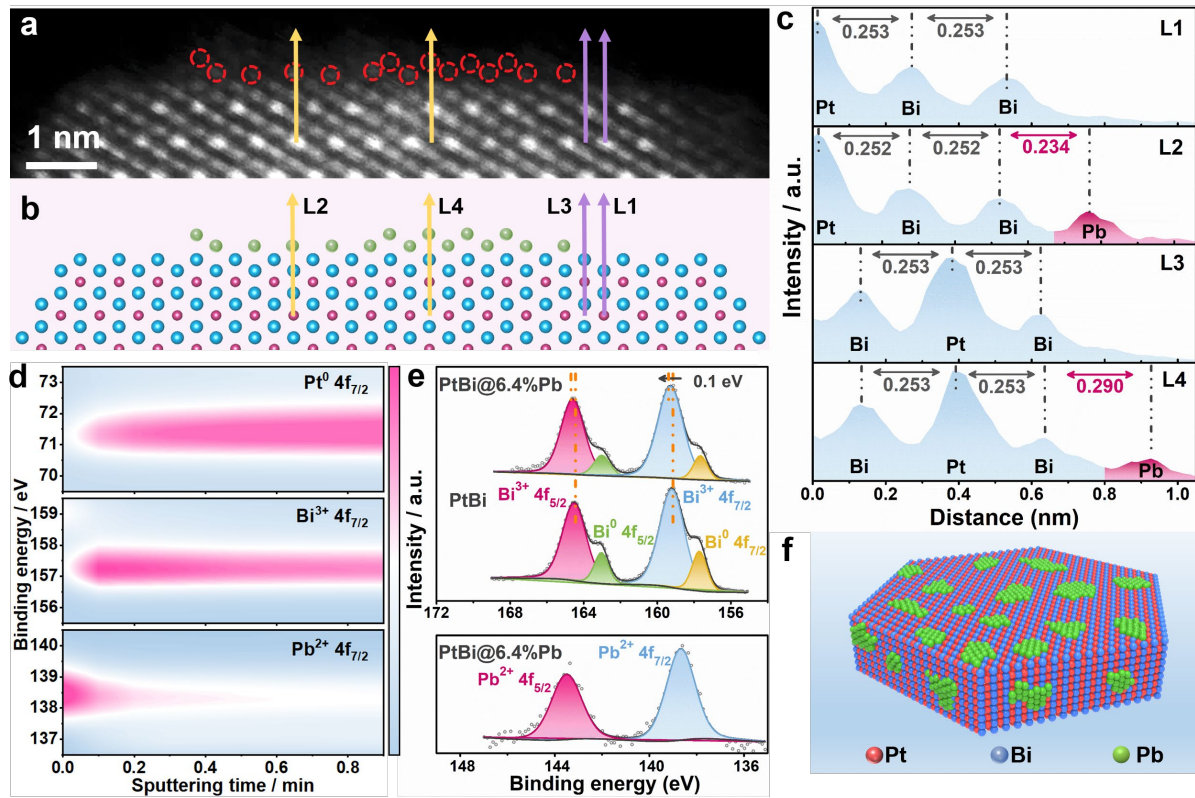 a
1 nm
b
L2
L4
L3
L1
c
0.253
0.253
L1
Pt
Bi
Bi
0.252
0.252
0.234
L2
Pt
Bi
Bi
Pb
0.253
0.253
L3
Bi
Pt
Bi
0.253
0.253
0.290
L4
Bi
Pt
Bi
Pb
0.0 0.2 0.4 0.6 0.8 1.0
Distance (nm)
Intensity / a.u.
d
Pt⁰ 4f₇/₂
73
72
71
70
Bi³⁺ 4f₇/₂
159
158
157
156
Pb²⁺ 4f₇/₂
140
139
138
137
0.0 0.2 0.4 0.6 0.8
Sputtering time / min
Binding energy / eV
e
PtBi@6.4%Pb
0.1 eV
PtBi
Bi³⁺ 4f₅/₂
Bi³⁺ 4f₇/₂
Bi⁰ 4f₅/₂
Bi⁰ 4f₇/₂
172 168 164 160 156
PtBi@6.4%Pb
Pb²⁺ 4f₇/₂
Pb²⁺ 4f₅/₂
148 144 140 136
Binding energy (eV)
Intensity / a.u.
f
Pt Bi Pb